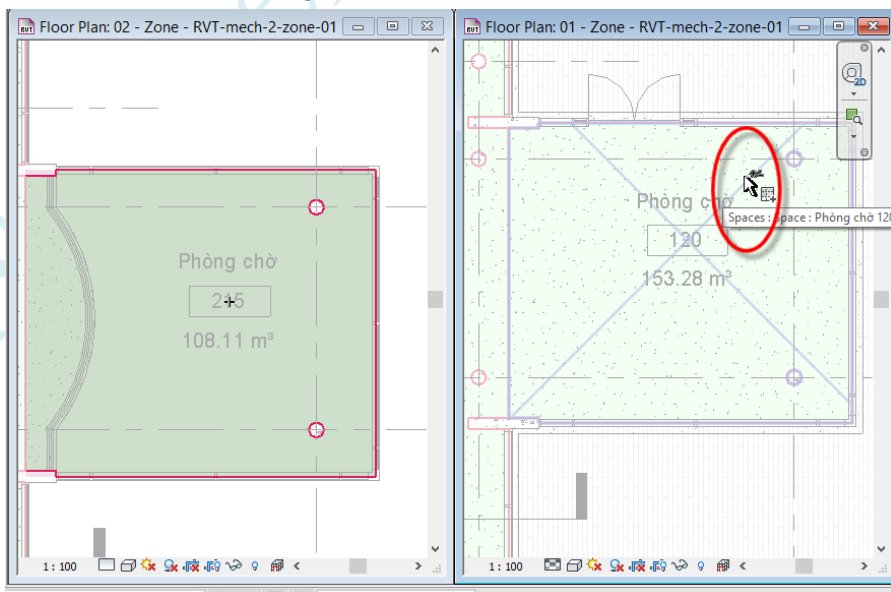 Floor Plan: 02 - Zone - RVT-mech-2-zone-01
Phòng chờ
215
108.11 m³
1 : 100
Floor Plan: 01 - Zone - RVT-mech-2-zone-01
2D
Phòng chờ
Spaces : Space : Phòng chờ 120
120
153.28 m³
1 : 100